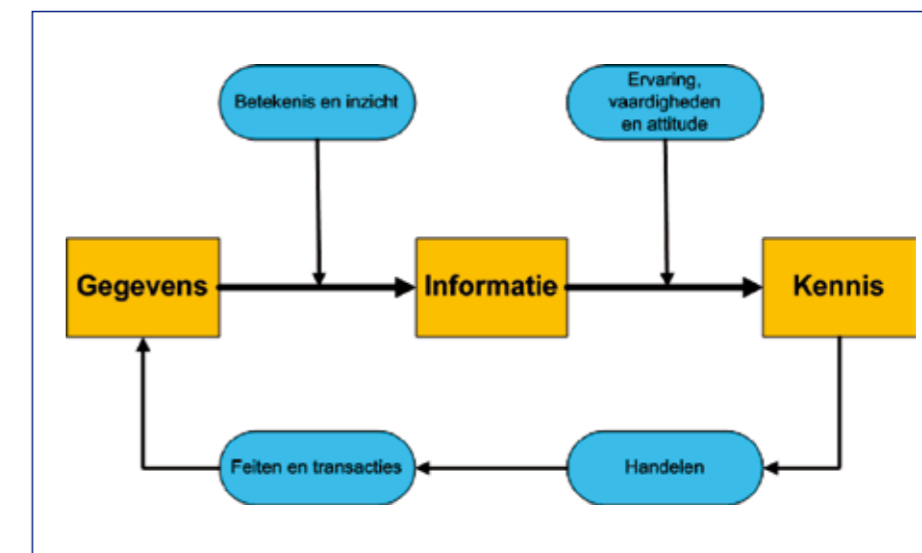 Betekenis en inzicht
Ervaring,
vaardigheden
en attitude
Gegevens
Informatie
Kennis
Feiten en transacties
Handelen